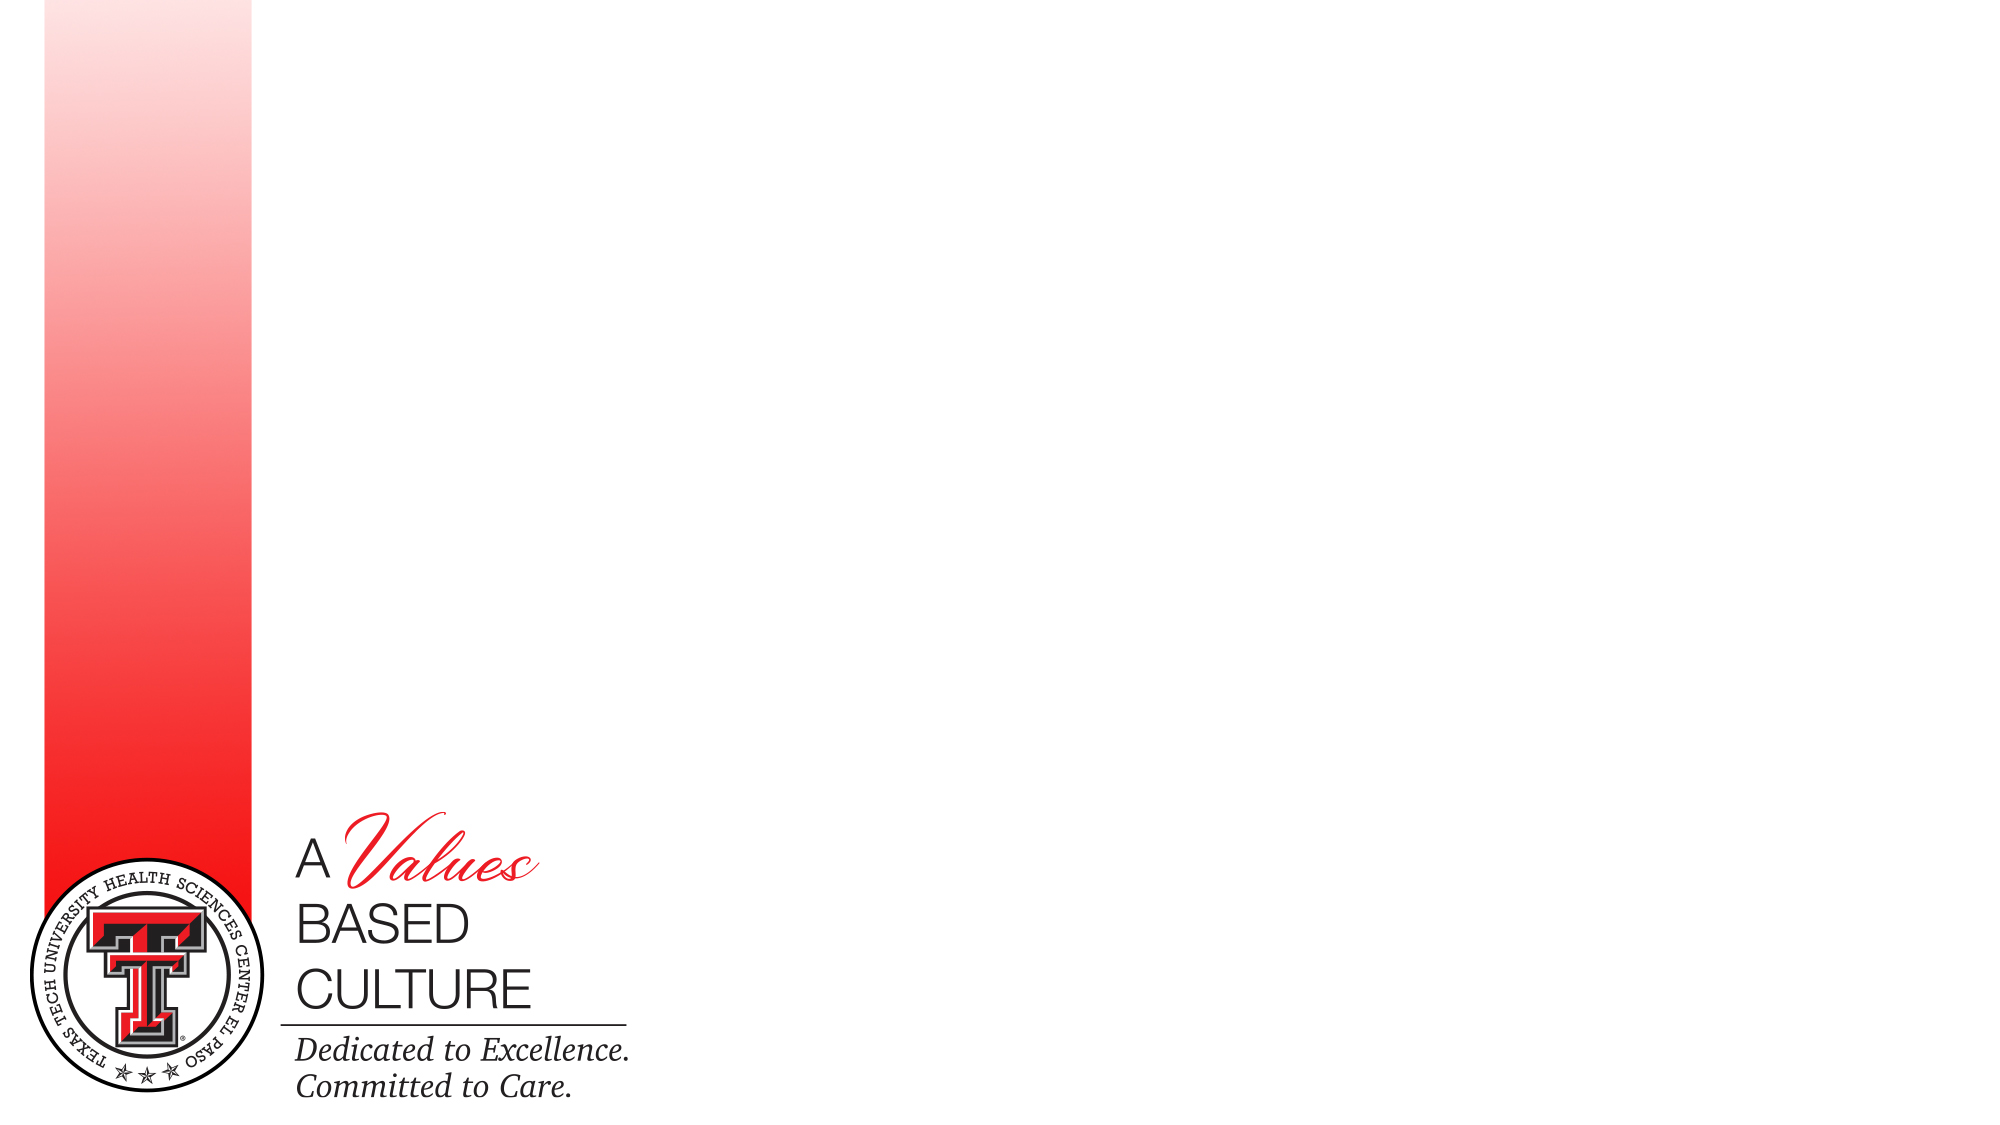 A Values
BASED
CULTURE
Dedicated to Excellence.
Committed to Care.
TEXAS TECH UNIVERSITY HEALTH SCIENCES CENTER EL PASO
®